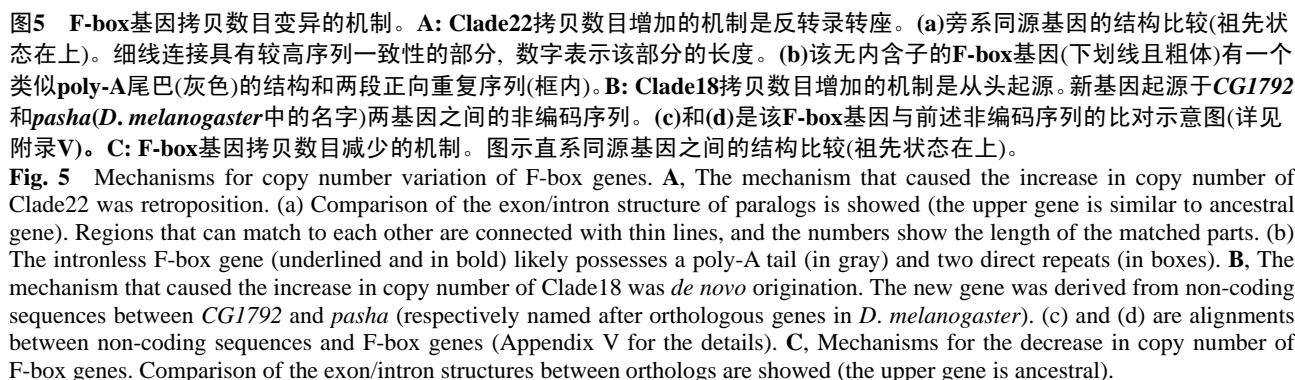 图5 F-box基因拷贝数目变异的机制。A: Clade22拷贝数目增加的机制是反转录转座。(a)旁系同源基因的结构比较(祖先状
态在上)。细线连接具有较高序列一致性的部分, 数字表示该部分的长度。(b)该无内含子的F-box基因(下划线且粗体)有一个
类似poly-A尾巴(灰色)的结构和两段正向重复序列(框内)。B: Clade18拷贝数目增加的机制是从头起源。新基因起源于CG1792
和pasha(D. melanogaster中的名字)两基因之间的非编码序列。(c)和(d)是该F-box基因与前述非编码序列的比对示意图(详见
附录V)。C: F-box基因拷贝数目减少的机制。图示直系同源基因之间的结构比较(祖先状态在上)。
Fig. 5 Mechanisms for copy number variation of F-box genes. A, The mechanism that caused the increase in copy number of
Clade22 was retroposition. (a) Comparison of the exon/intron structure of paralogs is showed (the upper gene is similar to ancestral
gene). Regions that can match to each other are connected with thin lines, and the numbers show the length of the matched parts. (b)
The intronless F-box gene (underlined and in bold) likely possesses a poly-A tail (in gray) and two direct repeats (in boxes). B, The
mechanism that caused the increase in copy number of Clade18 was de novo origination. The new gene was derived from non-coding
sequences between CG1792 and pasha (respectively named after orthologous genes in D. melanogaster). (c) and (d) are alignments
between non-coding sequences and F-box genes (Appendix V for the details). C, Mechanisms for the decrease in copy number of
F-box genes. Comparison of the exon/intron structures between orthologs are showed (the upper gene is ancestral).